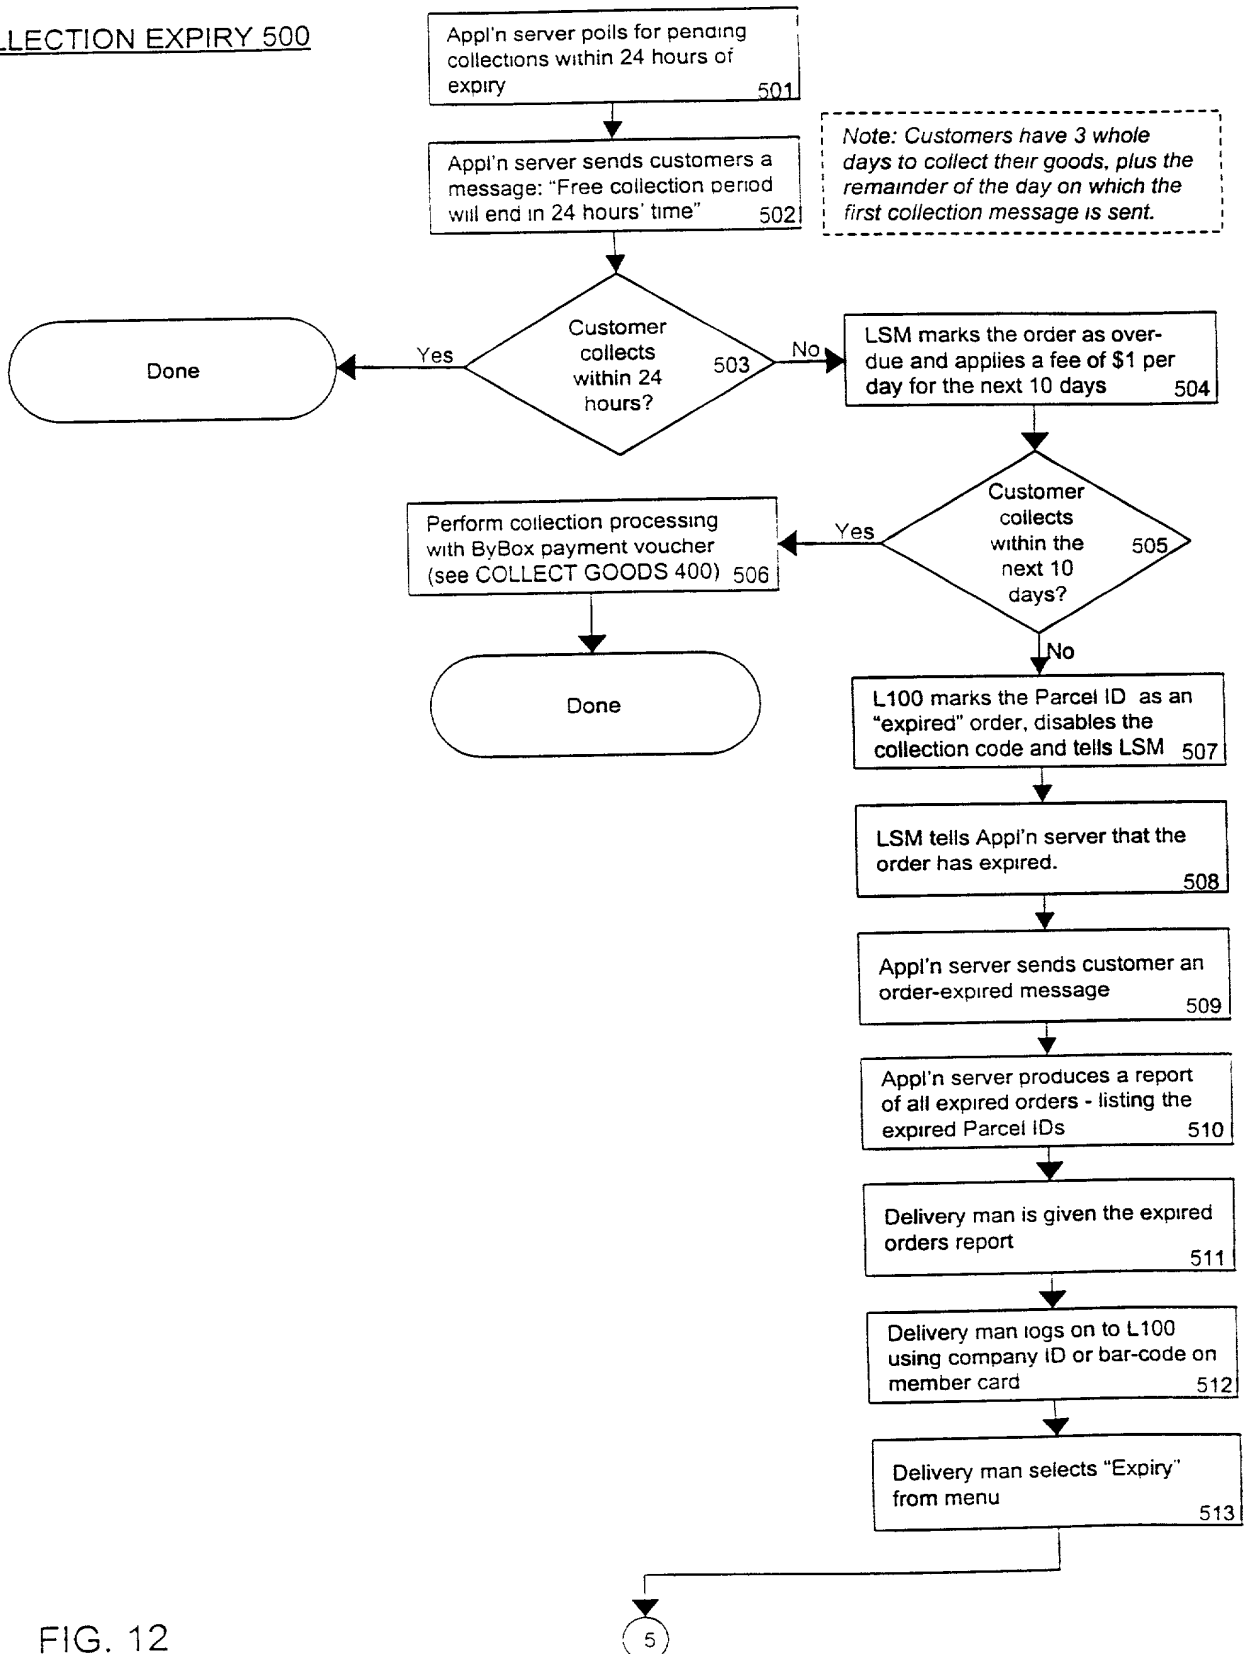 LLECTION EXPIRY 500
Appl'n server polls for pending
collections within 24 hours of
expiry
501
Appl'n server sends customers a
message: “Free collection period
will end in 24 hours’ time”
502
Note: Customers have 3 whole
days to collect their goods, plus the
remainder of the day on which the
first collection message is sent.
Customer
collects
within 24
hours?
503
Yes
No
Done
LSM marks the order as over-
due and applies a fee of $1 per
day for the next 10 days
504
Customer
collects
within the
next 10
days?
505
Yes
No
Perform collection processing
with ByBox payment voucher
(see COLLECT GOODS 400)
506
Done
L100 marks the Parcel ID as an
“expired” order, disables the
collection code and tells LSM
507
LSM tells Appl'n server that the
order has expired.
508
Appl'n server sends customer an
order-expired message
509
Appl'n server produces a report
of all expired orders - listing the
expired Parcel IDs
510
Delivery man is given the expired
orders report
511
Delivery man logs on to L100
using company ID or bar-code on
member card
512
Delivery man selects “Expiry”
from menu
513
5
FIG. 12